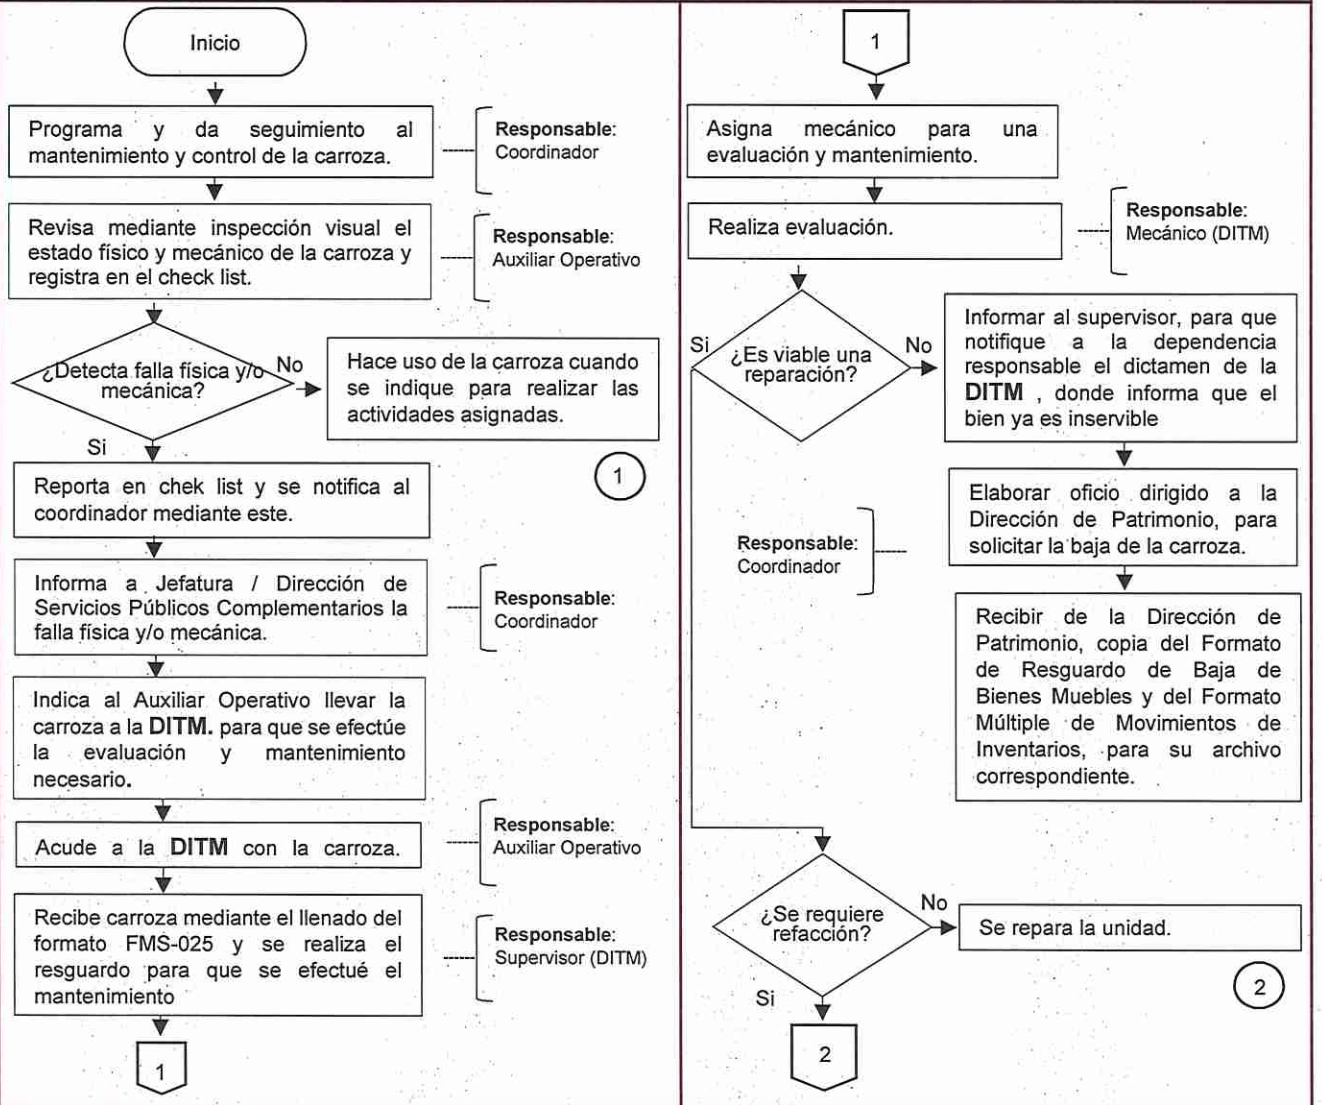 Inicio
Programa y da seguimiento al
mantenimiento y control de la carroza.
Responsable:
Coordinador
Revisa mediante inspección visual el
estado físico y mecánico de la carroza y
registra en el check list.
Responsable:
Auxiliar Operativo
¿Detecta falla física y/o
mecánica?
No
Hace uso de la carroza cuando
se indique para realizar las
actividades asignadas.
Si
1
Reporta en chek list y se notifica al
coordinador mediante este.
Informa a Jefatura / Dirección de
Servicios Públicos Complementarios la
falla física y/o mecánica.
Responsable:
Coordinador
Indica al Auxiliar Operativo llevar la
carroza a la DITM. para que se efectúe
la evaluación y mantenimiento
necesario.
Acude a la DITM con la carroza.
Responsable:
Auxiliar Operativo
Recibe carroza mediante el llenado del
formato FMS-025 y se realiza el
resguardo para que se efectué el
mantenimiento
Responsable:
Supervisor (DITM)
1
1
Asigna mecánico para una
evaluación y mantenimiento.
Realiza evaluación.
Responsable:
Mecánico (DITM)
Si
¿Es viable una
reparación?
No
Informar al supervisor, para que
notifique a la dependencia
responsable el dictamen de la
DITM , donde informa que el
bien ya es inservible
Elaborar oficio dirigido a la
Dirección de Patrimonio, para
solicitar la baja de la carroza.
Responsable:
Coordinador
Recibir de la Dirección de
Patrimonio, copia del Formato
de Resguardo de Baja de
Bienes Muebles y del Formato
Múltiple de Movimientos de
Inventarios, para su archivo
correspondiente.
¿Se requiere
refacción?
No
Se repara la unidad.
2
Si
2